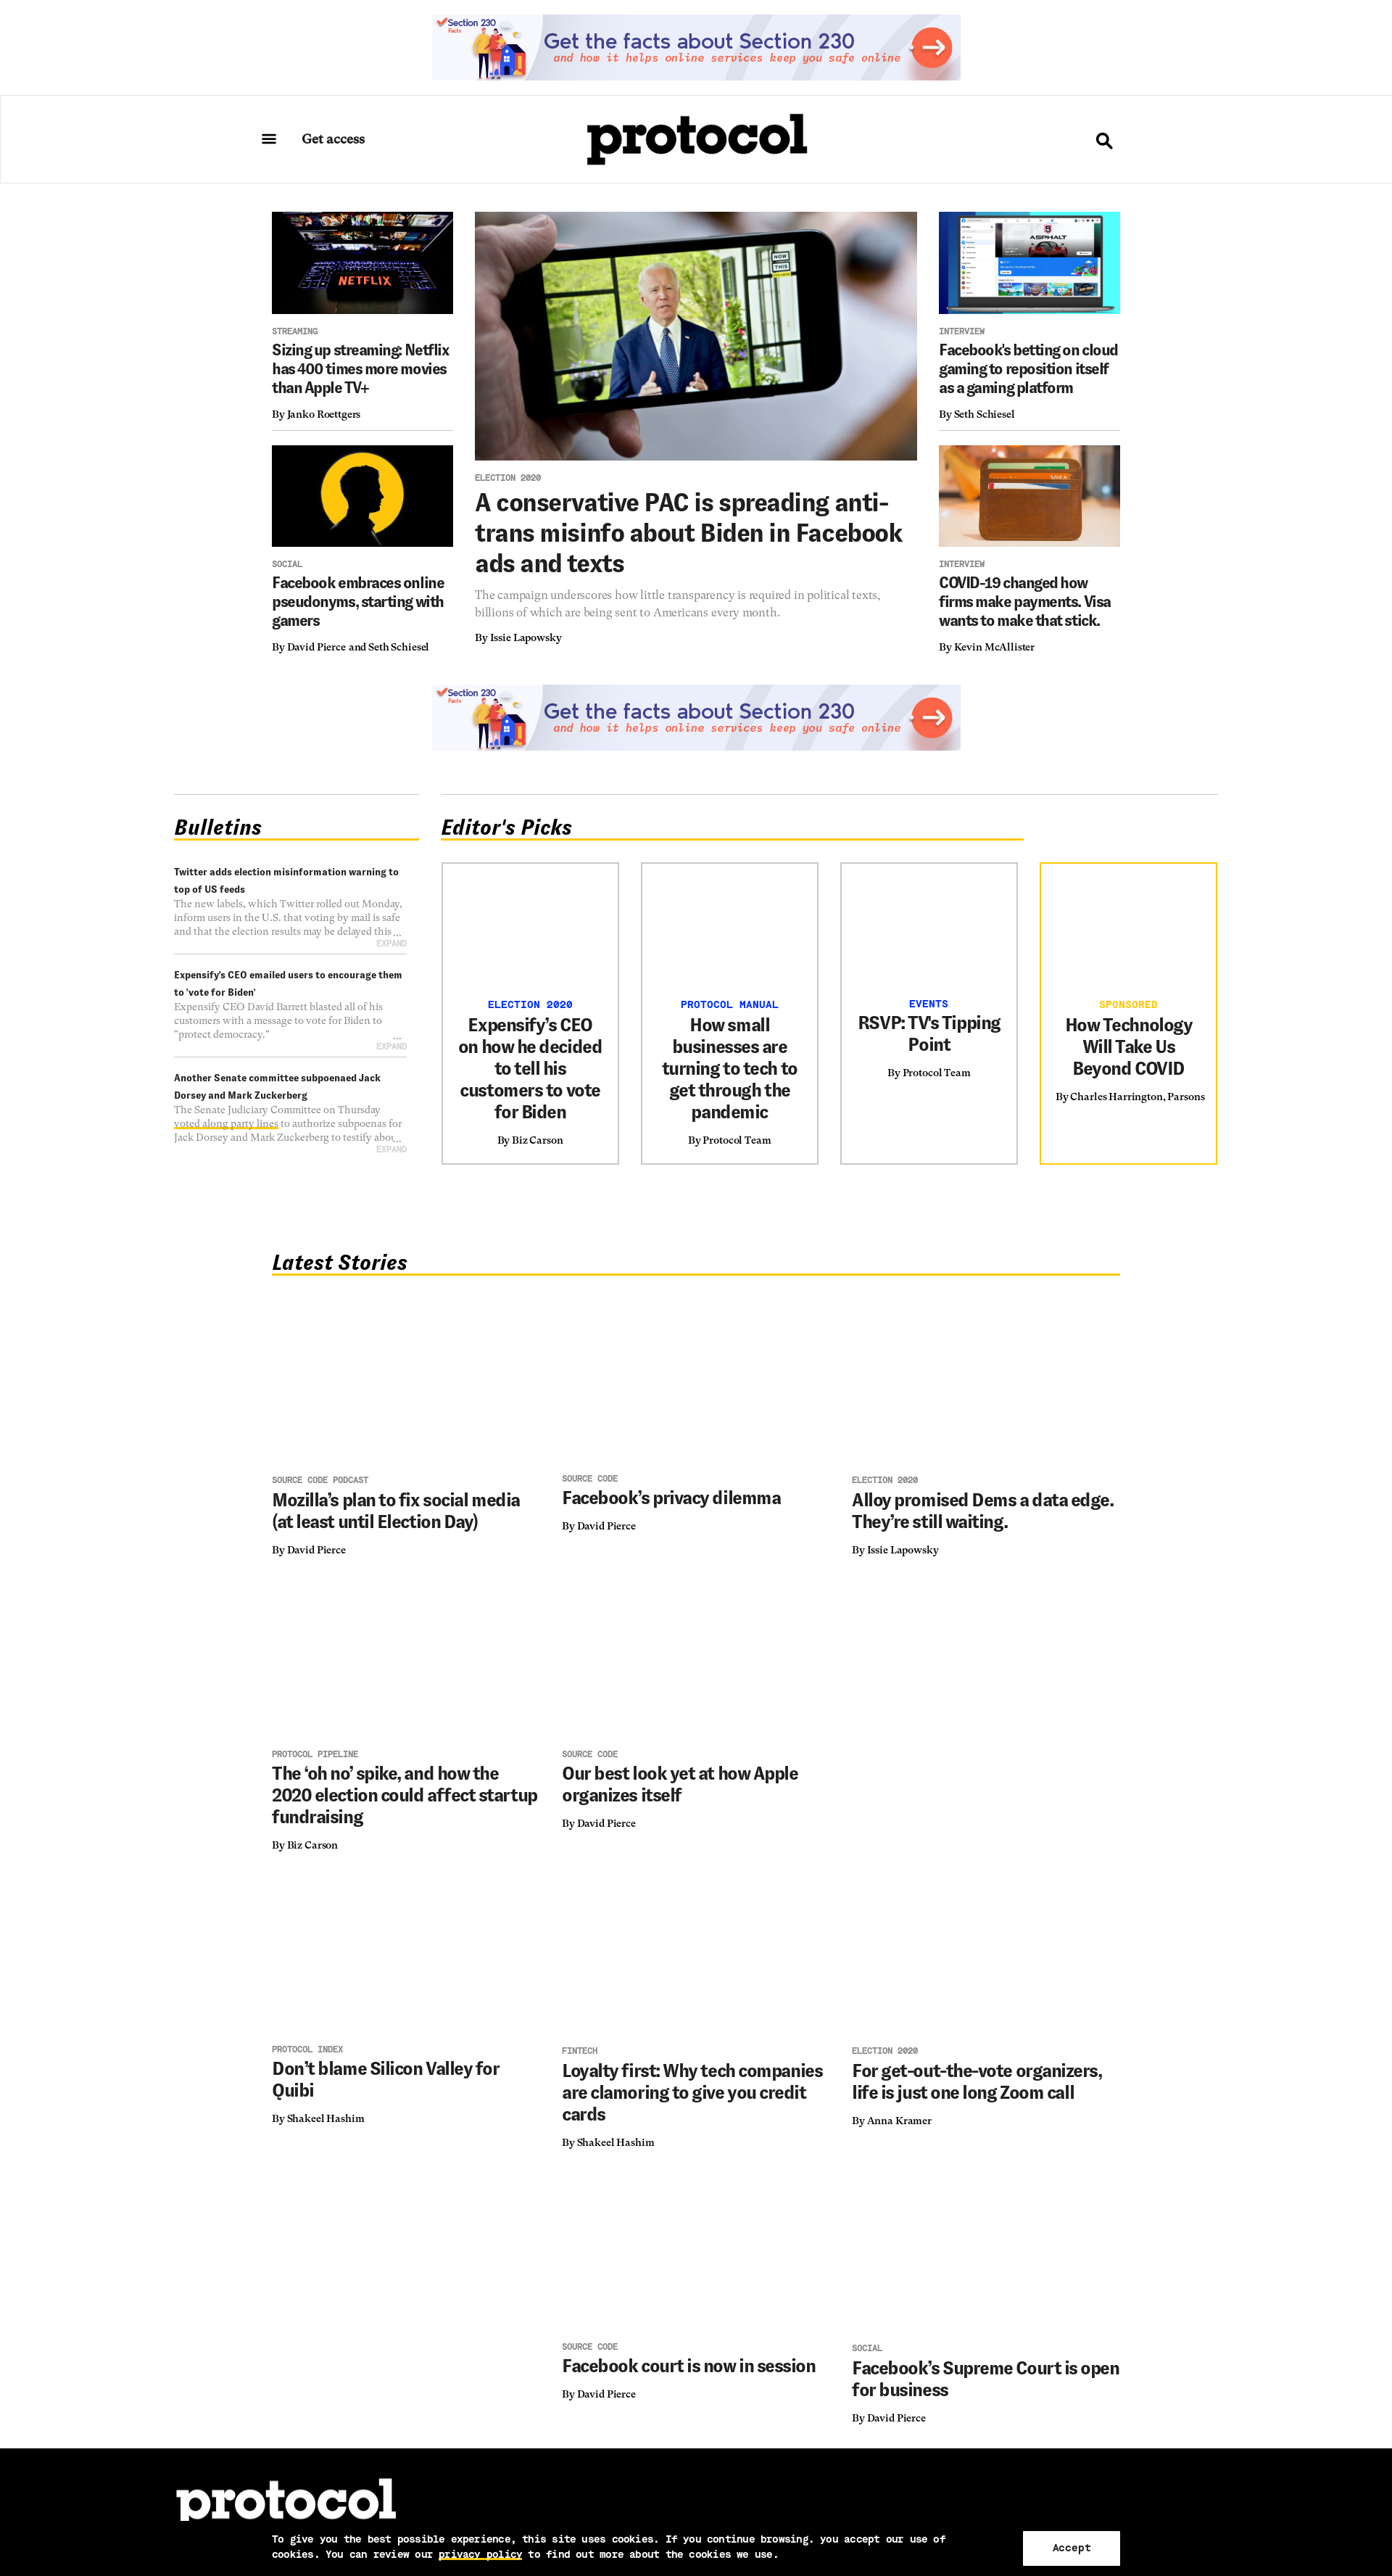 Section 230
Facts
Get the facts about Section 230
and how it helps online services keep you safe online
Get access
protocol
NETFLIX
STREAMING
Sizing up streaming: Netflix
has 400 times more movies
than Apple TV+
By Janko Roettgers
SOCIAL
Facebook embraces online
pseudonyms, starting with
gamers
By David Pierce and Seth Schiesel
NOW
THIS
ELECTION 2020
A conservative PAC is spreading anti-
trans misinfo about Biden in Facebook
ads and texts
The campaign underscores how little transparency is required in political texts,
billions of which are being sent to Americans every month.
By Issie Lapowsky
ASPHALT
INTERVIEW
Facebook's betting on cloud
gaming to reposition itself
as a gaming platform
By Seth Schiesel
VISA
INTERVIEW
COVID-19 changed how
firms make payments. Visa
wants to make that stick.
By Kevin McAllister
Section 230
Facts
Get the facts about Section 230
and how it helps online services keep you safe online
Bulletins
Twitter adds election misinformation warning to
top of US feeds
The new labels, which Twitter rolled out Monday,
inform users in the U.S. that voting by mail is safe
and that the election results may be delayed this ...
EXPAND
Expensify's CEO emailed users to encourage them
to 'vote for Biden'
Expensify CEO David Barrett blasted all of his
customers with a message to vote for Biden to
"protect democracy."
...
EXPAND
Another Senate committee subpoenaed Jack
Dorsey and Mark Zuckerberg
The Senate Judiciary Committee on Thursday
voted along party lines to authorize subpoenas for
Jack Dorsey and Mark Zuckerberg to testify abou...
EXPAND
Editor's Picks
ELECTION 2020
Expensify’s CEO
on how he decided
to tell his
customers to vote
for Biden
By Biz Carson
PROTOCOL MANUAL
How small
businesses are
turning to tech to
get through the
pandemic
By Protocol Team
EVENTS
RSVP: TV's Tipping
Point
By Protocol Team
SPONSORED
How Technology
Will Take Us
Beyond COVID
By Charles Harrington, Parsons
Latest Stories
SOURCE CODE PODCAST
Mozilla’s plan to fix social media
(at least until Election Day)
By David Pierce
SOURCE CODE
Facebook’s privacy dilemma
By David Pierce
ELECTION 2020
Alloy promised Dems a data edge.
They’re still waiting.
By Issie Lapowsky
PROTOCOL PIPELINE
The ‘oh no’ spike, and how the
2020 election could affect startup
fundraising
By Biz Carson
SOURCE CODE
Our best look yet at how Apple
organizes itself
By David Pierce
PROTOCOL INDEX
Don’t blame Silicon Valley for
Quibi
By Shakeel Hashim
FINTECH
Loyalty first: Why tech companies
are clamoring to give you credit
cards
By Shakeel Hashim
ELECTION 2020
For get-out-the-vote organizers,
life is just one long Zoom call
By Anna Kramer
SOURCE CODE
Facebook court is now in session
By David Pierce
SOCIAL
Facebook’s Supreme Court is open
for business
By David Pierce
protocol
To give you the best possible experience, this site uses cookies. If you continue browsing. you accept our use of
cookies. You can review our privacy policy to find out more about the cookies we use.
Accept